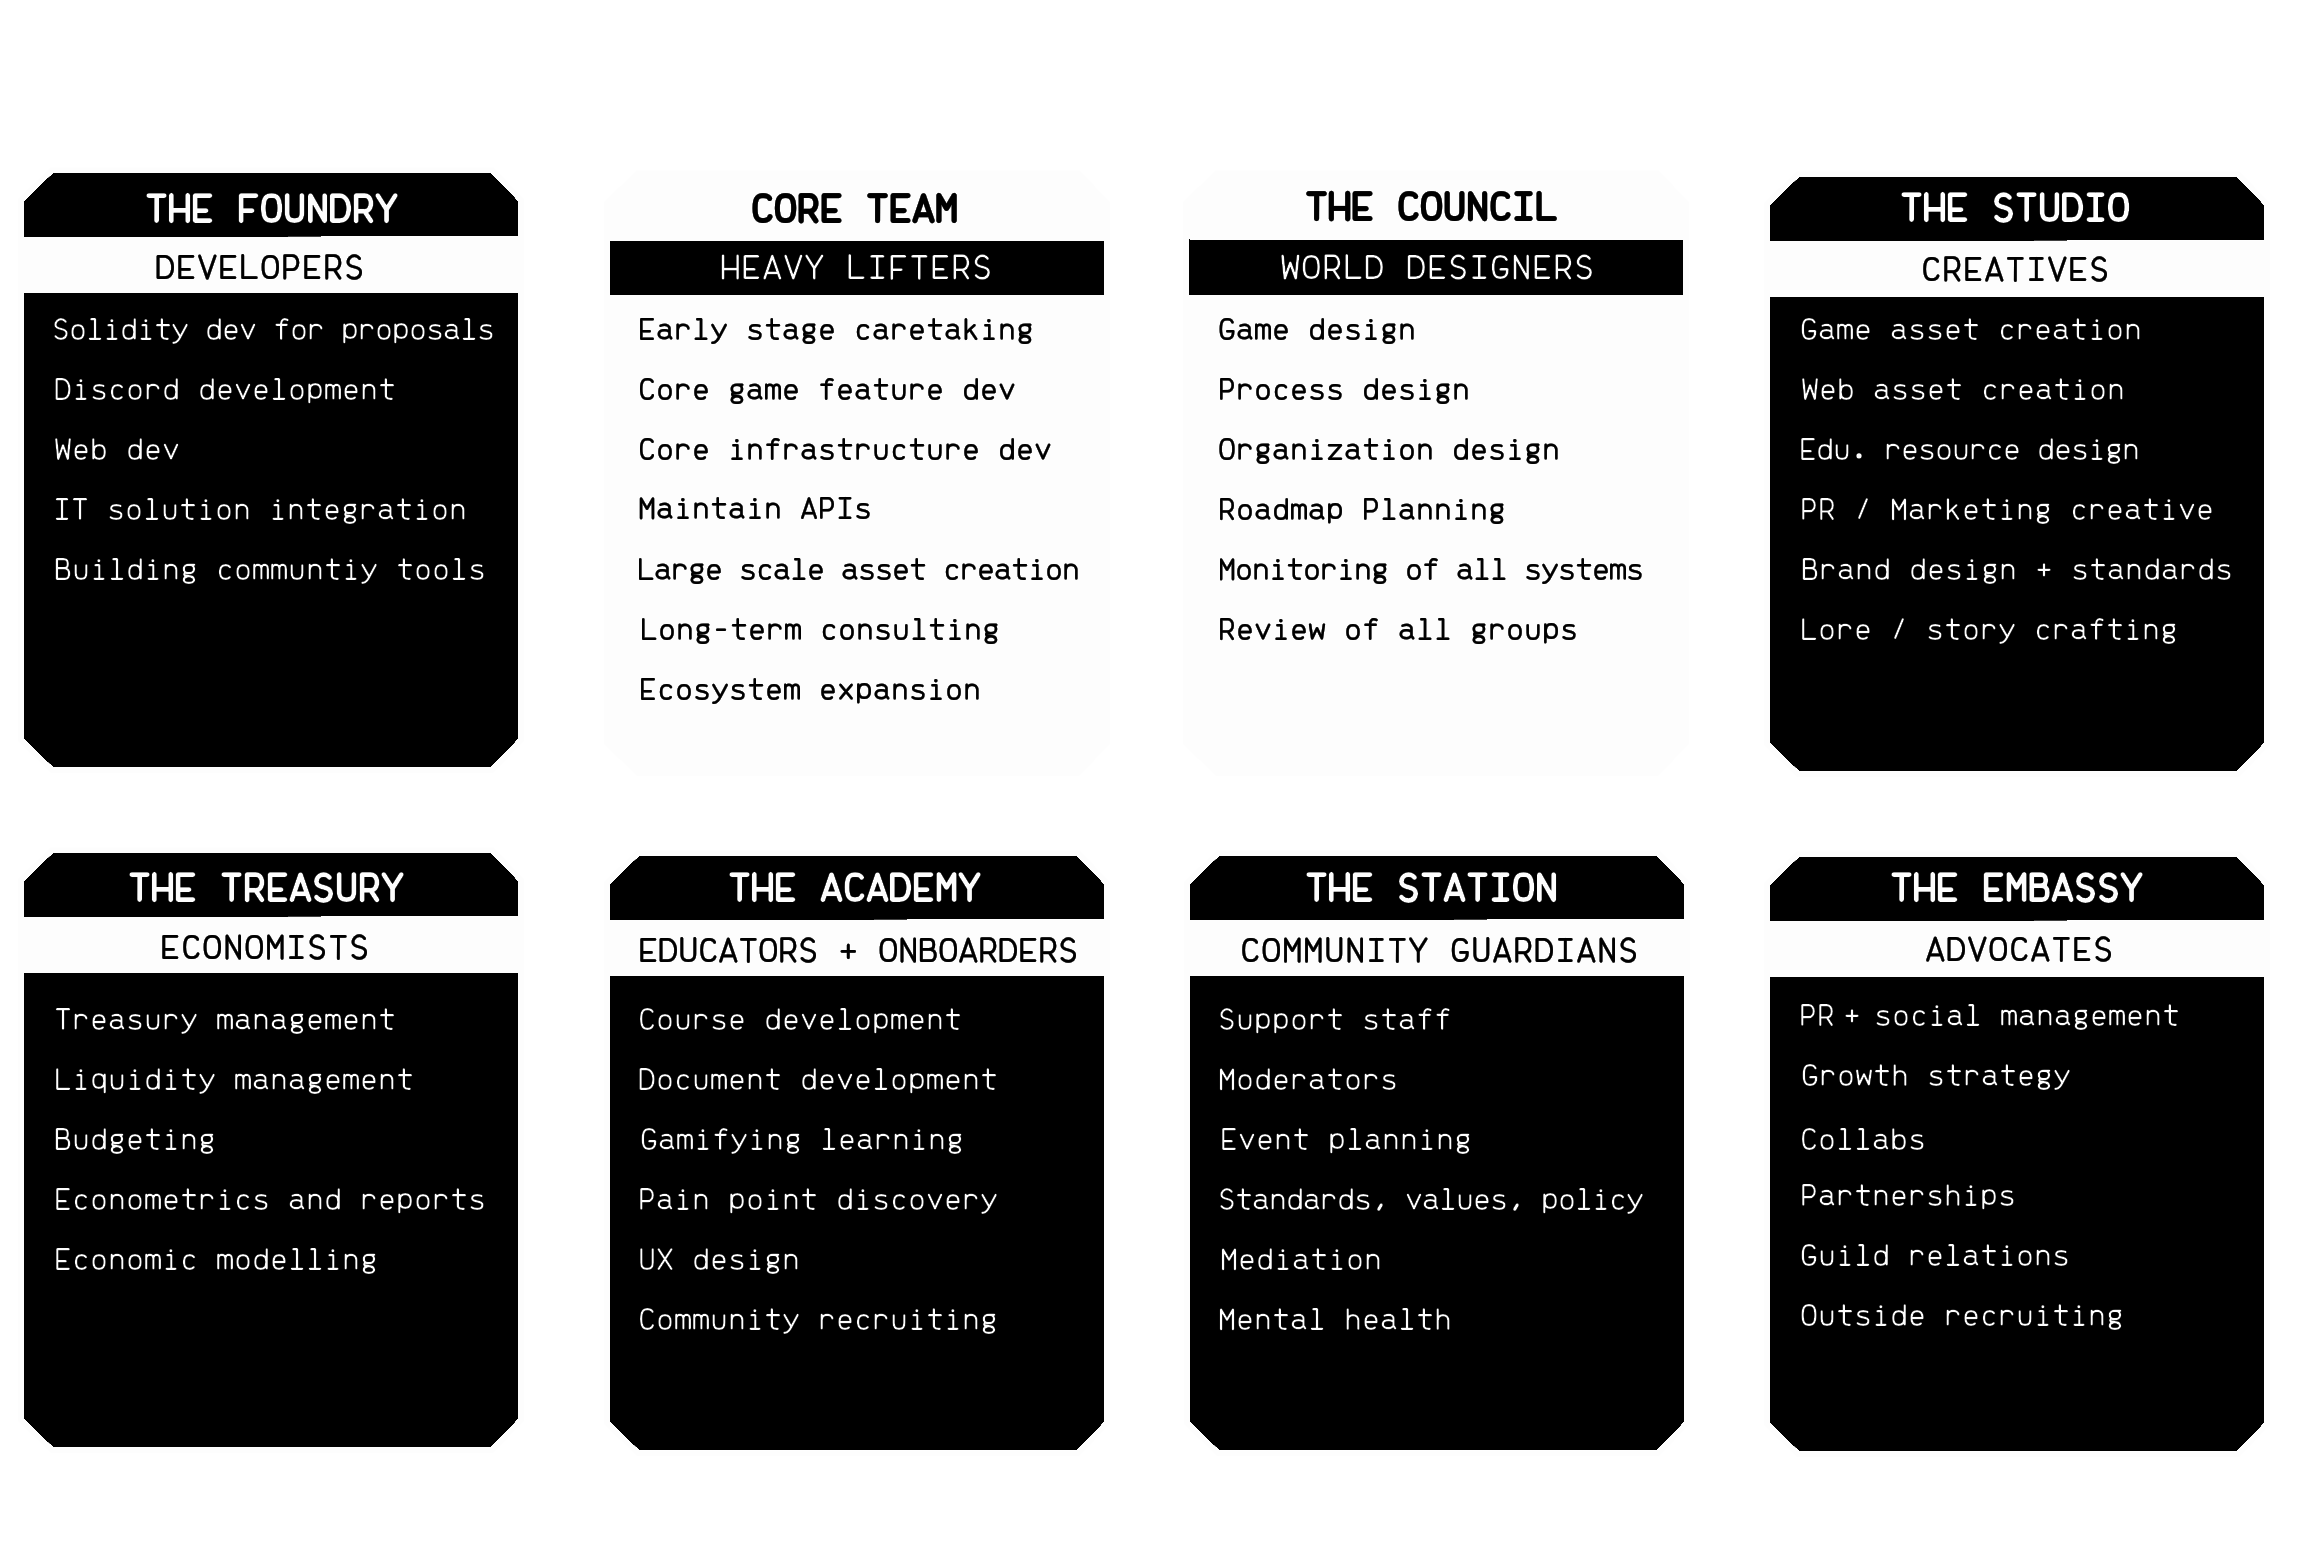 THE FOUNDRY
DEVELOPERS
Solidity dev for proposals
Discord development
Web dev
IT solution integration
Building communtiy tools
CORE TEAM
HEAVY LIFTERS
Early stage caretaking
Core game feature dev
Core infrastructure dev
Maintain APIs
Large scale asset creation
Long-term consulting
Ecosystem expansion
THE COUNCIL
WORLD DESIGNERS
Game design
Process design
Organization design
Roadmap Planning
Monitoring of all systems
Review of all groups
THE STUDIO
CREATIVES
Game asset creation
Web asset creation
Edu. resource design
PR / Marketing creative
Brand design + standards
Lore / story crafting
THE TREASURY
ECONOMISTS
Treasury management
Liquidity management
Budgeting
Econometrics and reports
Economic modelling
THE ACADEMY
EDUCATORS + ONBOARDERS
Course development
Document development
Gamifying learning
Pain point discovery
UX design
Community recruiting
THE STATION
COMMUNITY GUARDIANS
Support staff
Moderators
Event planning
Standards, values, policy
Mediation
Mental health
THE EMBASSY
ADVOCATES
PR + social management
Growth strategy
Collabs
Partnerships
Guild relations
Outside recruiting